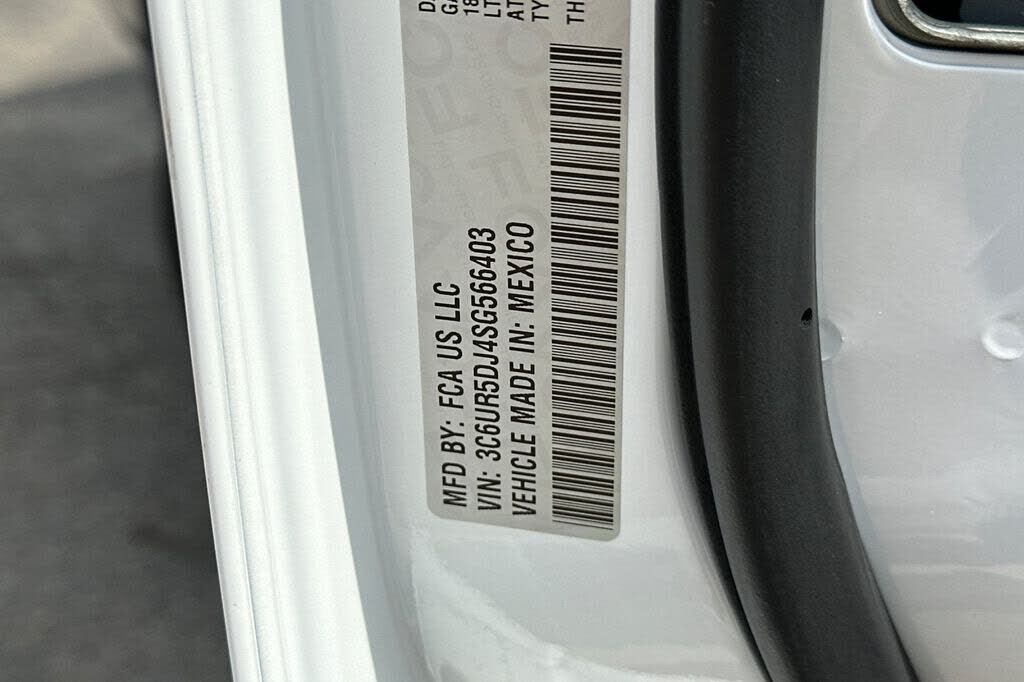 MFD BY: FCA US LLC
VIN: 3C6UR5DJ4SG566403
VEHICLE MADE IN: MEXICO